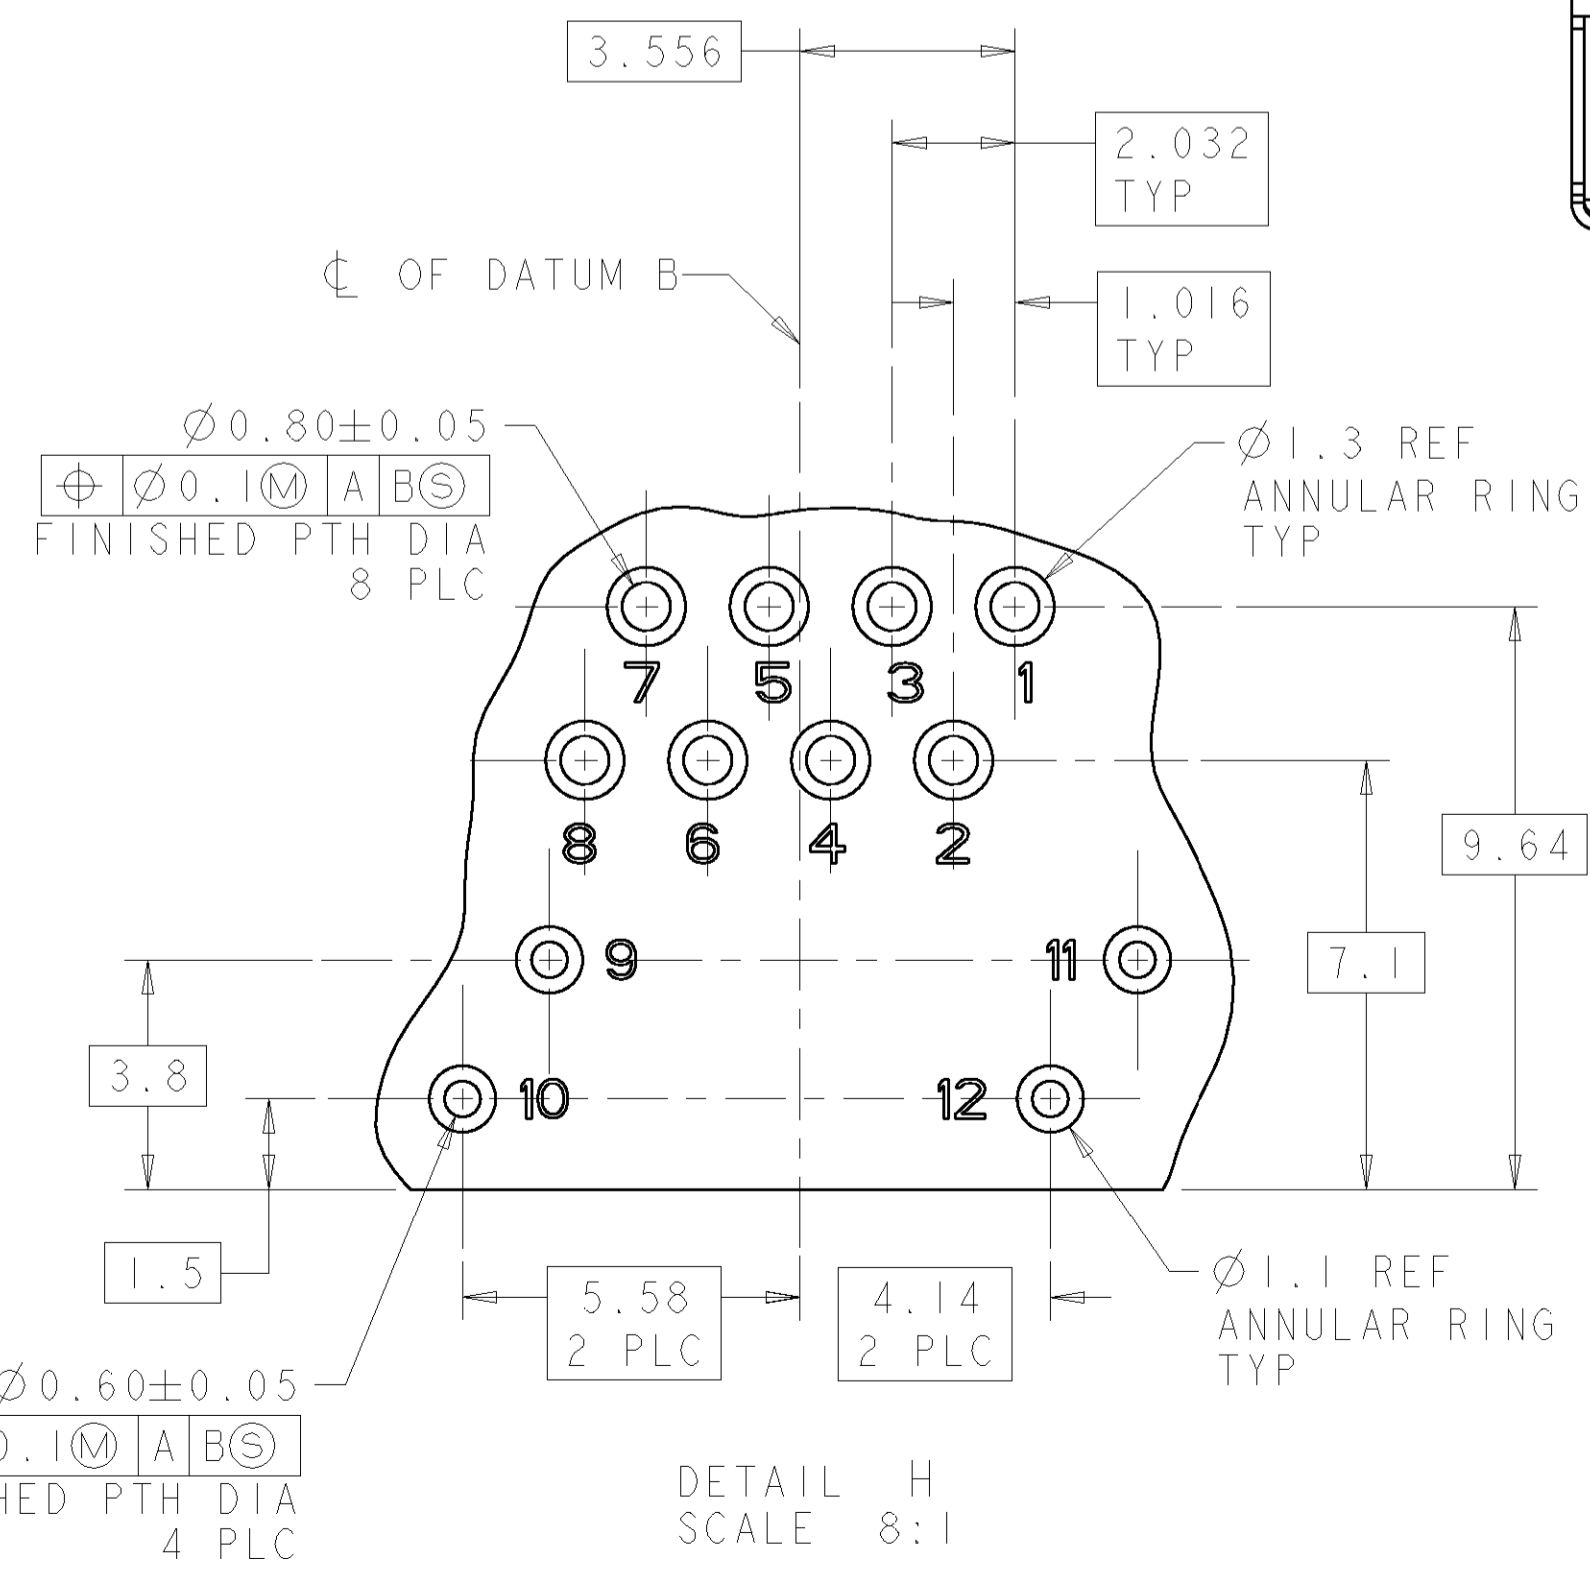 3.556
2.032
TYP
℄ OF DATUM B
1.016
TYP
Ø0.80±0.05
⌖ Ø0.1Ⓜ A BⓈ
FINISHED PTH DIA
8 PLC
Ø1.3 REF
ANNULAR RING
TYP
7 5 3 1
8 6 4 2
9.64
7.1
9 11
3.8
10 12
1.5
5.58
2 PLC
4.14
2 PLC
Ø1.1 REF
ANNULAR RING
TYP
Ø0.60±0.05
0.1Ⓜ A BⓈ
HED PTH DIA
4 PLC
DETAIL H
SCALE 8:1